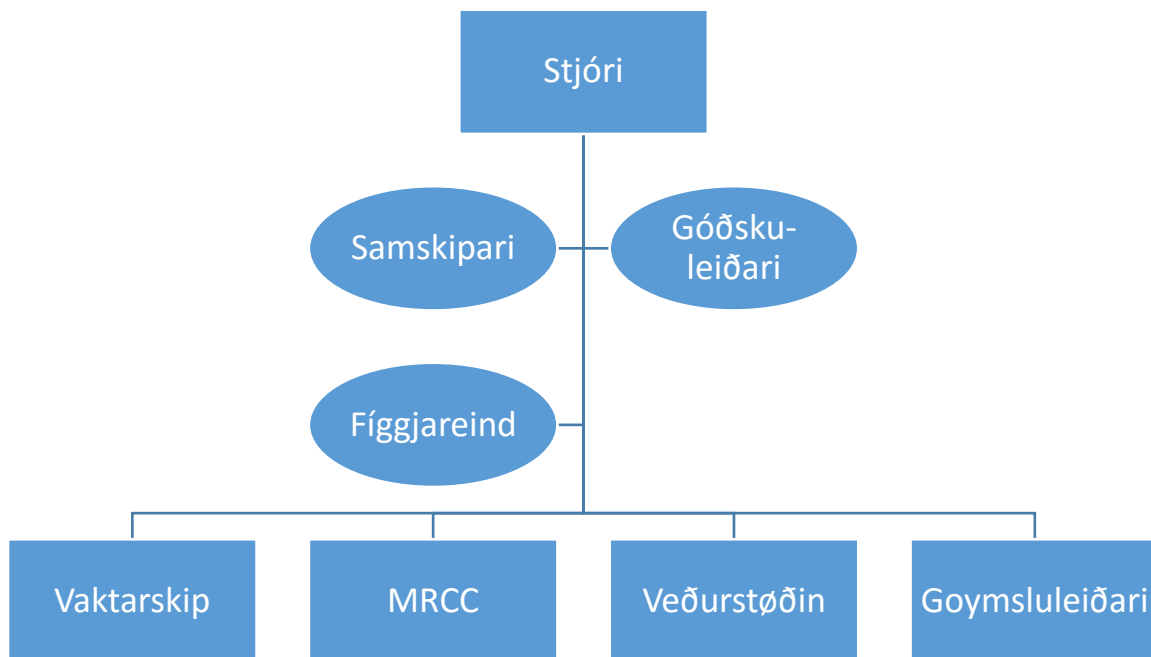 Stjóri
Samskipari
Góðsku-
leiðari
Fíggjareind
Vaktarskip
MRCC
Veðurstøðin
Goymsluleiðari